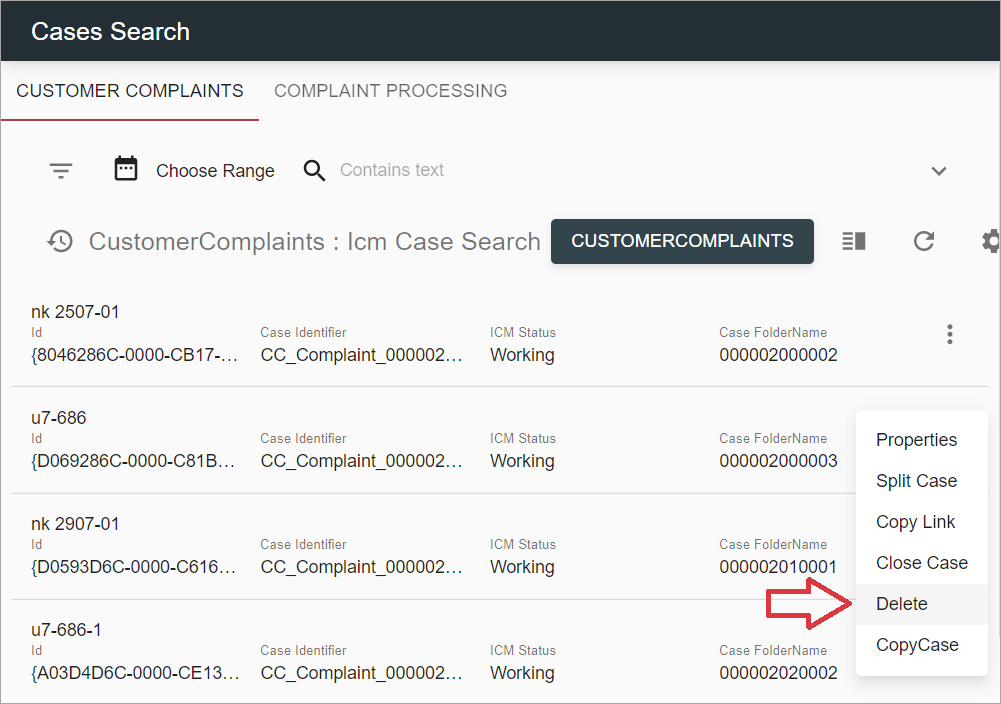 Cases Search
CUSTOMER COMPLAINTS COMPLAINT PROCESSING
Choose Range Contains text
CustomerComplaints : Icm Case Search CUSTOMERCOMPLAINTS
nk 2507-01
Id Case Identifier ICM Status Case FolderName
{8046286C-0000-CB17-... CC_Complaint_000002... Working 000002000002
u7-686
Id Case Identifier ICM Status Case FolderName
{D069286C-0000-C81B... CC_Complaint_000002... Working 000002000003
nk 2907-01
Id Case Identifier ICM Status Case FolderName
{D0593D6C-0000-C616... CC_Complaint_000002... Working 000002010001
u7-686-1
Id Case Identifier ICM Status Case FolderName
{A03D4D6C-0000-CE13... CC_Complaint_000002... Working 000002020002
Properties
Split Case
Copy Link
Close Case
Delete
CopyCase